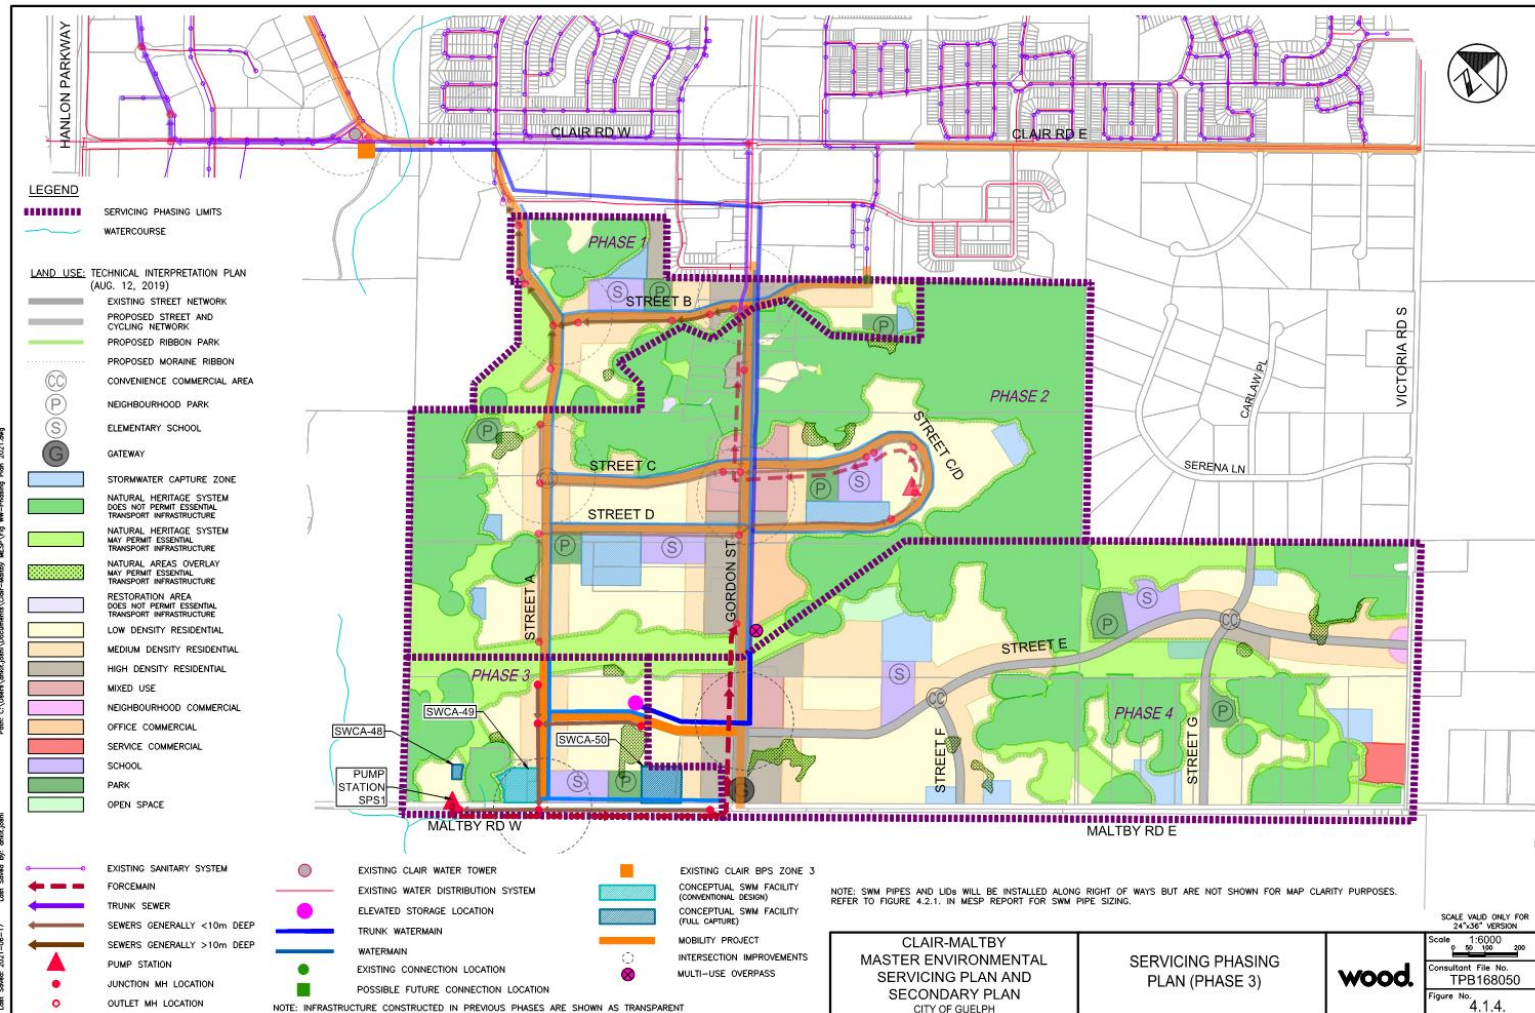 HANLON PARKWAY
CLAIR RD W
CLAIR RD E
LEGEND
SERVICING PHASING LIMITS
WATERCOURSE
LAND USE: TECHNICAL INTERPRETATION PLAN
(AUG. 12, 2019)
EXISTING STREET NETWORK
PROPOSED STREET AND
CYCLING NETWORK
PROPOSED RIBBON PARK
PROPOSED MORAINE RIBBON
CC CONVENIENCE COMMERCIAL AREA
P NEIGHBOURHOOD PARK
S ELEMENTARY SCHOOL
G GATEWAY
STORMWATER CAPTURE ZONE
NATURAL HERITAGE SYSTEM
DOES NOT PERMIT ESSENTIAL
TRANSPORT INFRASTRUCTURE
NATURAL HERITAGE SYSTEM
MAY PERMIT ESSENTIAL
TRANSPORT INFRASTRUCTURE
NATURAL AREAS OVERLAY
MAY PERMIT ESSENTIAL
TRANSPORT INFRASTRUCTURE
RESTORATION AREA
DOES NOT PERMIT ESSENTIAL
TRANSPORT INFRASTRUCTURE
LOW DENSITY RESIDENTIAL
MEDIUM DENSITY RESIDENTIAL
HIGH DENSITY RESIDENTIAL
MIXED USE
NEIGHBOURHOOD COMMERCIAL
OFFICE COMMERCIAL
SERVICE COMMERCIAL
SCHOOL
PARK
OPEN SPACE
PHASE 1
S
P
STREET B
P
PHASE 2
VICTORIA RD S
CARLAW PL
SERENA LN
P
STREET C
STREET C/D
P
S
STREET D
P
S
STREET A
GORDON ST
S
P
CC
STREET E
S
PHASE 3
SWCA-49
SWCA-48
SWCA-50
CC
PHASE 4
P
STREET F
STREET G
S
P
G
PUMP
STATION
SPS1
MALTBY RD W
MALTBY RD E
EXISTING SANITARY SYSTEM
FORCEMAIN
TRUNK SEWER
SEWERS GENERALLY <10m DEEP
SEWERS GENERALLY >10m DEEP
PUMP STATION
JUNCTION MH LOCATION
OUTLET MH LOCATION
EXISTING CLAIR WATER TOWER
EXISTING WATER DISTRIBUTION SYSTEM
ELEVATED STORAGE LOCATION
TRUNK WATERMAIN
WATERMAIN
EXISTING CONNECTION LOCATION
POSSIBLE FUTURE CONNECTION LOCATION
NOTE: INFRASTRUCTURE CONSTRUCTED IN PREVIOUS PHASES ARE SHOWN AS TRANSPARENT
EXISTING CLAIR BPS ZONE 3
CONCEPTUAL SWM FACILITY
(CONVENTIONAL DESIGN)
CONCEPTUAL SWM FACILITY
(FULL CAPTURE)
MOBILITY PROJECT
INTERSECTION IMPROVEMENTS
MULTI-USE OVERPASS
NOTE: SWM PIPES AND LIDs WILL BE INSTALLED ALONG RIGHT OF WAYS BUT ARE NOT SHOWN FOR MAP CLARITY PURPOSES.
REFER TO FIGURE 4.2.1. IN MESP REPORT FOR SWM PIPE SIZING.
CLAIR-MALTBY
MASTER ENVIRONMENTAL
SERVICING PLAN AND
SECONDARY PLAN
CITY OF GUELPH
SERVICING PHASING
PLAN (PHASE 3)
wood.
SCALE VALID ONLY FOR
24"x36" VERSION
Scale 1:6000
0 50 100 200
Consultant File No.
TPB168050
Figure No.
4.1.4.